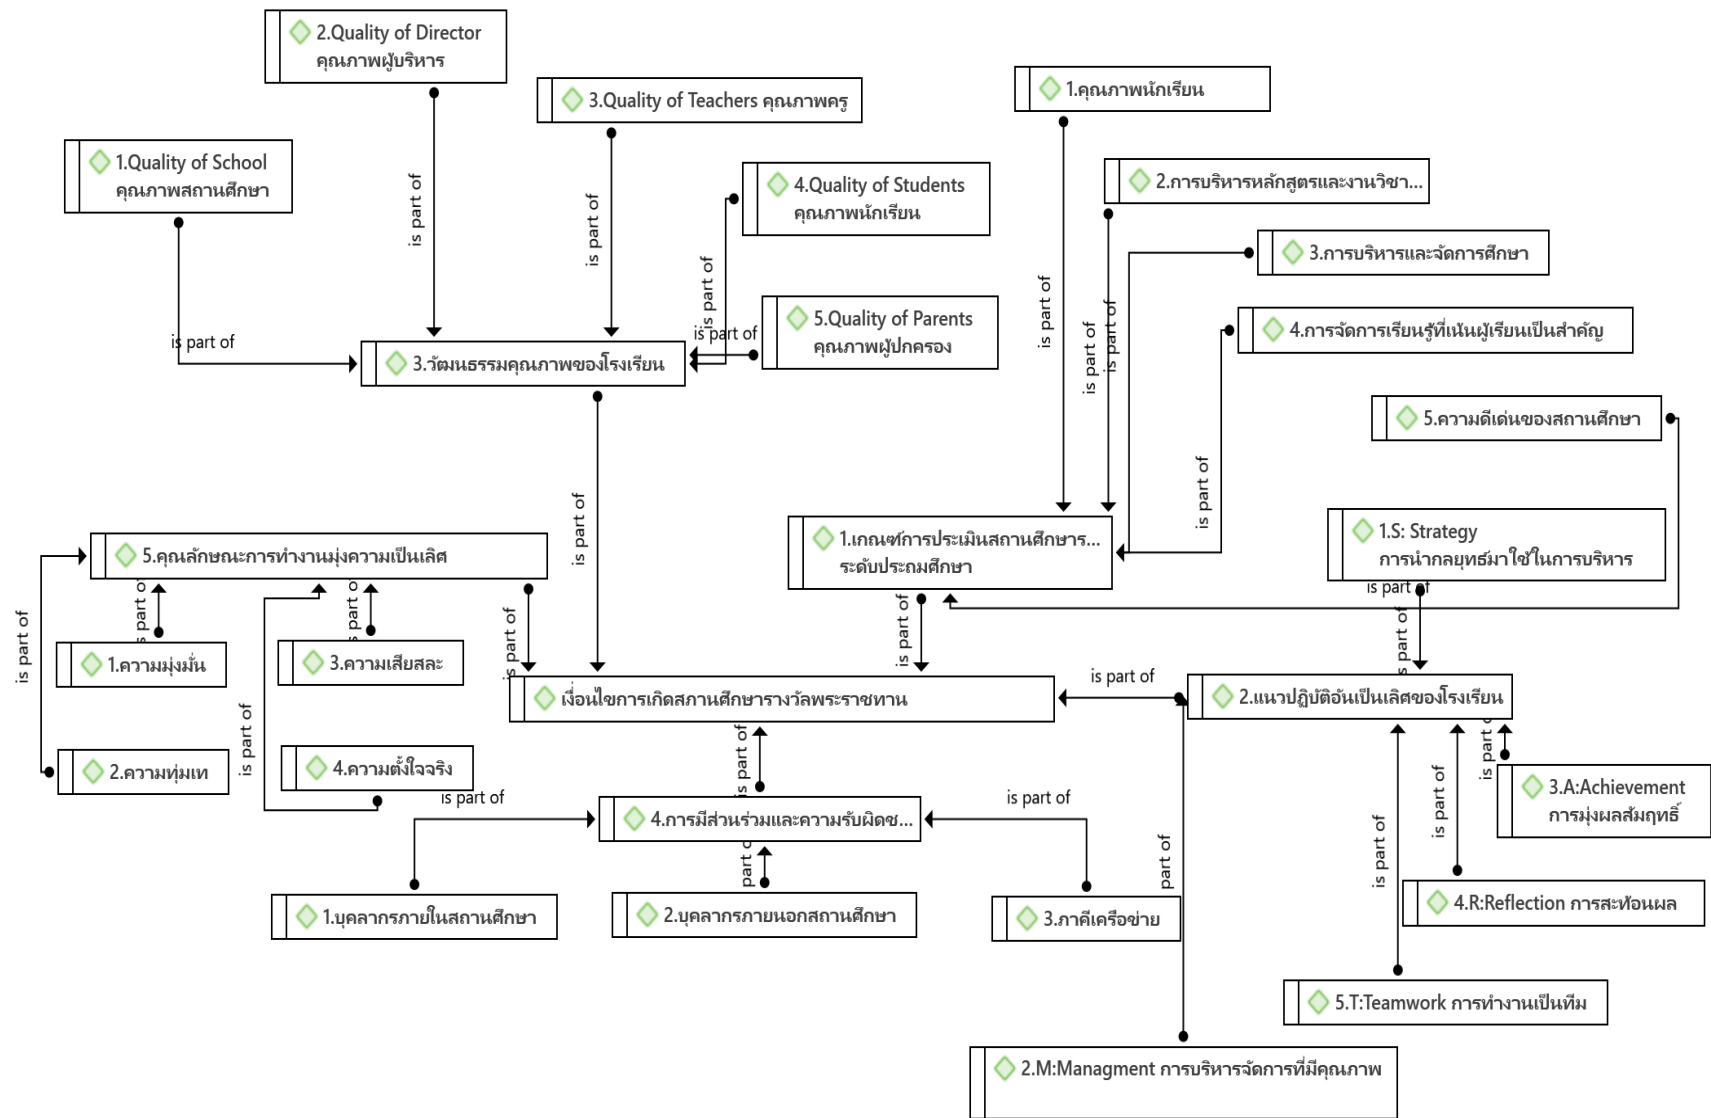 2.Quality of Director
คุณภาพผู้บริหาร
3.Quality of Teachers คุณภาพครู
1.คุณภาพนักเรียน
1.Quality of School
คุณภาพสถานศึกษา
4.Quality of Students
คุณภาพนักเรียน
2.การบริหารหลักสูตรและงานวิชา...
3.การบริหารและจัดการศึกษา
5.Quality of Parents
คุณภาพผู้ปกครอง
4.การจัดการเรียนรู้ที่เน้นผู้เรียนเป็นสำคัญ
is part of
is part of
is part of
is part of
is part of
is part of
is part of
is part of
3.วัฒนธรรมคุณภาพของโรงเรียน
5.ความดีเด่นของสถานศึกษา
is part of
is part of
1.S: Strategy
การนำกลยุทธ์มาใช้ในการบริหาร
is part of
5.คุณลักษณะการทำงานมุ่งความเป็นเลิศ
1.เกณฑ์การประเมินสถานศึกษาร...
ระดับประถมศึกษา
is part of
is part of
is part of
is part of
is part of
is part of
is part of
1.ความมุ่งมั่น
3.ความเสียสละ
is part of
เงื่อนไขการเกิดสภานศึกษารางวัลพระราชทาน
2.แนวปฏิบัติอันเป็นเลิศของโรงเรียน
is part of
is part of
is part of
is part of
2.ความทุ่มเท
4.ความตั้งใจจริง
3.A:Achievement
การมุ่งผลสัมฤทธิ์
is part of
is part of
4.การมีส่วนร่วมและความรับผิดช...
part of
part of
is part of
1.บุคลากรภายในสถานศึกษา
2.บุคลากรภายนอกสถานศึกษา
3.ภาคีเครือข่าย
4.R:Reflection การสะท้อนผล
5.T:Teamwork การทำงานเป็นทีม
2.M:Managment การบริหารจัดการที่มีคุณภาพ